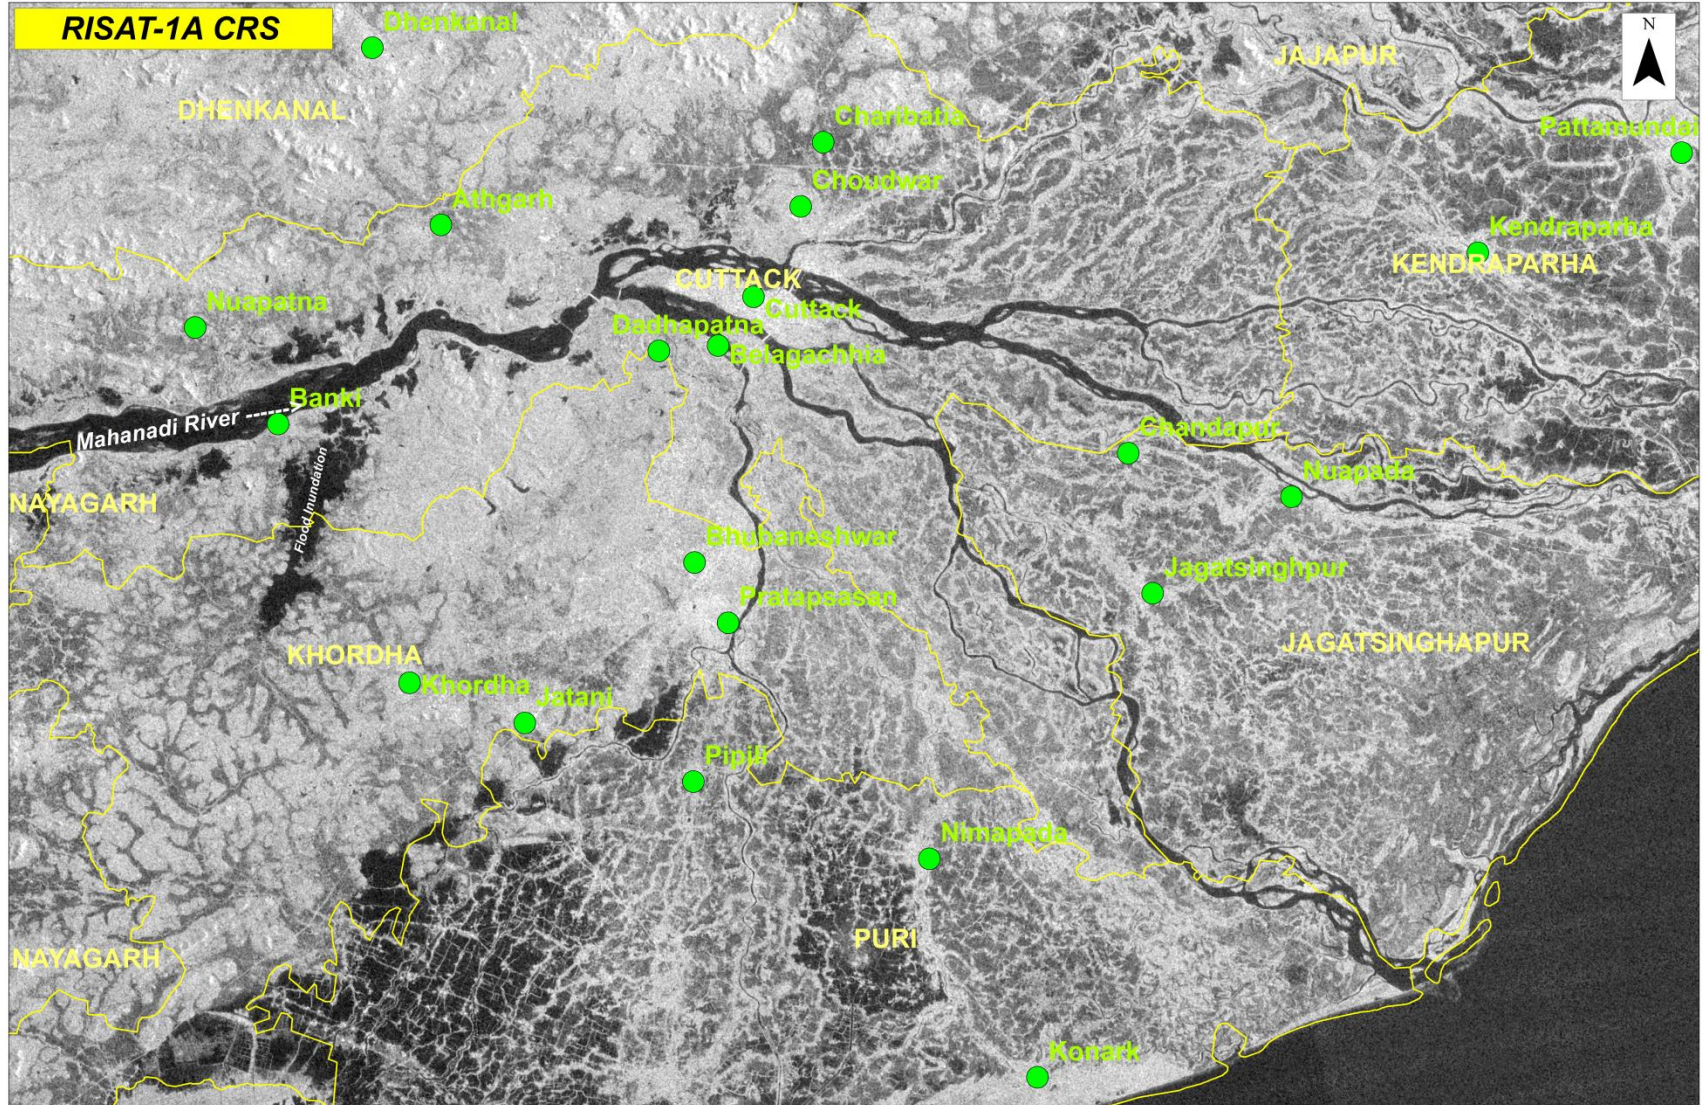 RISAT-1A CRS
Dhenkanal
N
JAJAPUR
DHENKANAL
Charibatia
Pattamundai
Choudwar
Athgarh
Kendraparha
KENDRAPARHA
CUTTACK
Nuapatna
Cuttack
Dadhapatna
Belagachhia
Banki
Mahanadi River ------>
Chandapur
Nuapada
NAYAGARH
Flood Inundation
Bhubaneshwar
Jagatsinghpur
Pratapsasan
JAGATSINGHAPUR
KHORDHA
Khordha
Jatani
Pipili
Nimapada
PURI
NAYAGARH
Konark